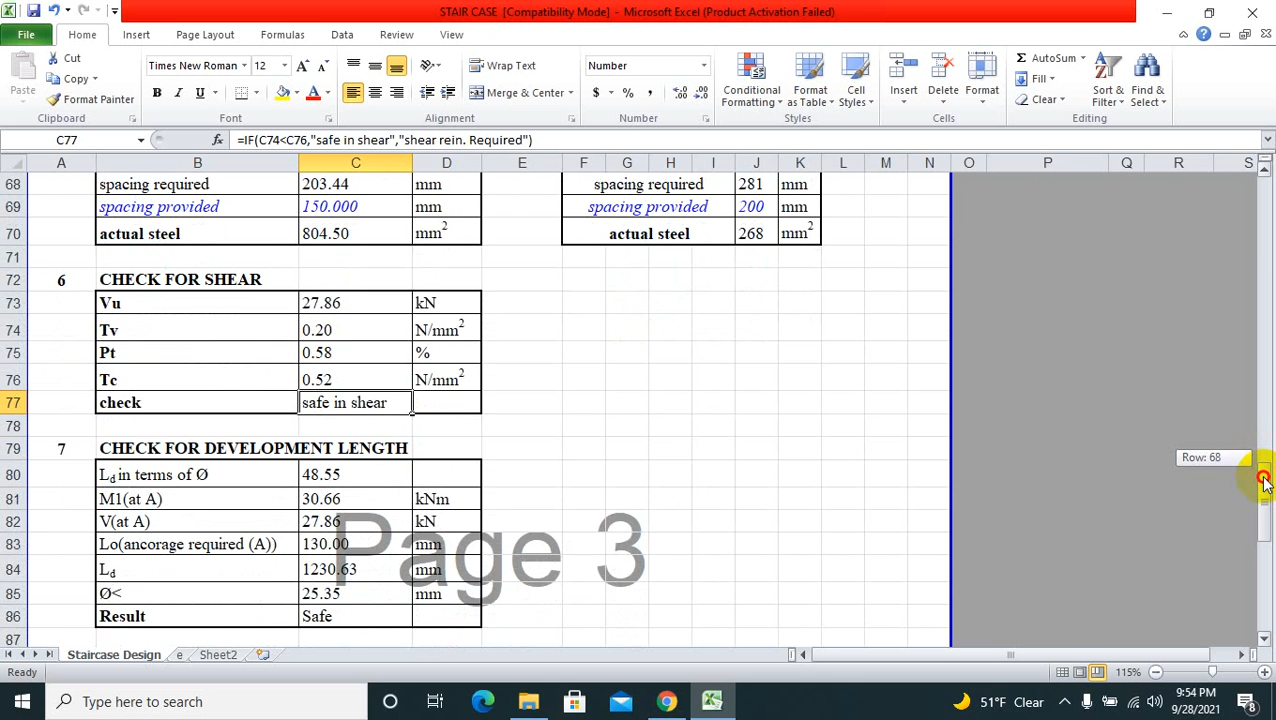 STAIR CASE [Compatibility Mode] - Microsoft Excel (Product Activation Failed)
File Home Insert Page Layout Formulas Data Review View
Paste
Cut
Copy
Format Painter
Clipboard
Times New Roman 12
B I U
Font
Wrap Text
Merge & Center
Alignment
Number
$ % ,
Number
Conditional Formatting
Format as Table
Cell Styles
Styles
Insert Delete Format
Cells
Σ AutoSum
Fill
Clear
Sort & Filter
Find & Select
Editing
C77 fx =IF(C74<C76,"safe in shear","shear rein. Required")
A B C D E F G H I J K L M N O P Q R S
68 spacing required 203.44 mm spacing required 281 mm
69 spacing provided 150.000 mm spacing provided 200 mm
70 actual steel 804.50 mm2 actual steel 268 mm2
71
72 6 CHECK FOR SHEAR
73 Vu 27.86 kN
74 Tv 0.20 N/mm2
75 Pt 0.58 %
76 Tc 0.52 N/mm2
77 check safe in shear
78
79 7 CHECK FOR DEVELOPMENT LENGTH
80 Ld in terms of Ø 48.55
81 M1(at A) 30.66 kNm
82 V(at A) 27.86 kN
83 Lo(ancorage required (A)) 130.00 mm
84 Ld 1230.63 mm
85 Ø< 25.35 mm
86 Result Safe
87
Page 3
Row: 68
Staircase Design e Sheet2
Ready 115%
Type here to search
51°F Clear
9:54 PM
9/28/2021
8